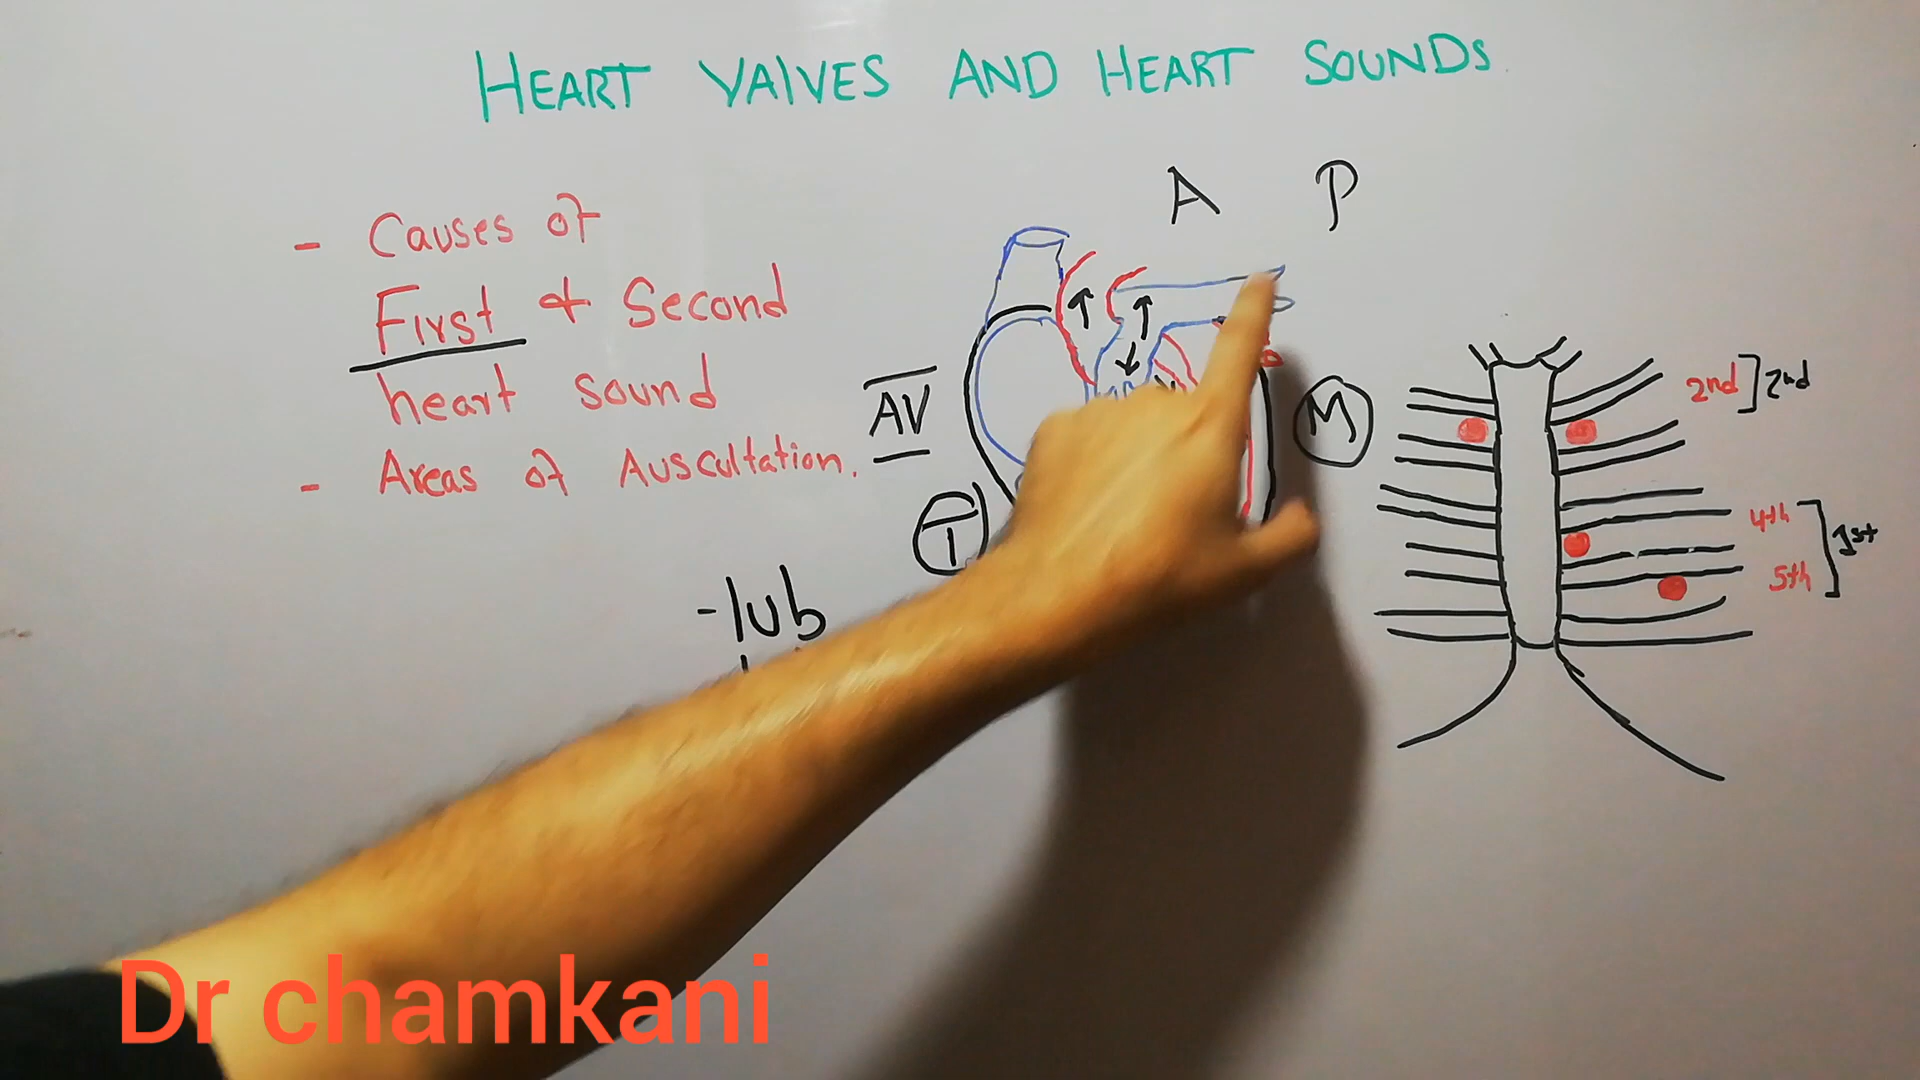 HEART VAlVES AND HEART SOUNDs
- Causes of
First & Second
heart sound
- Areas of Auscultation.
A P
AV
T
M
2nd ] 2nd
4th
5th ] 1st
- lub
Dr chamkani